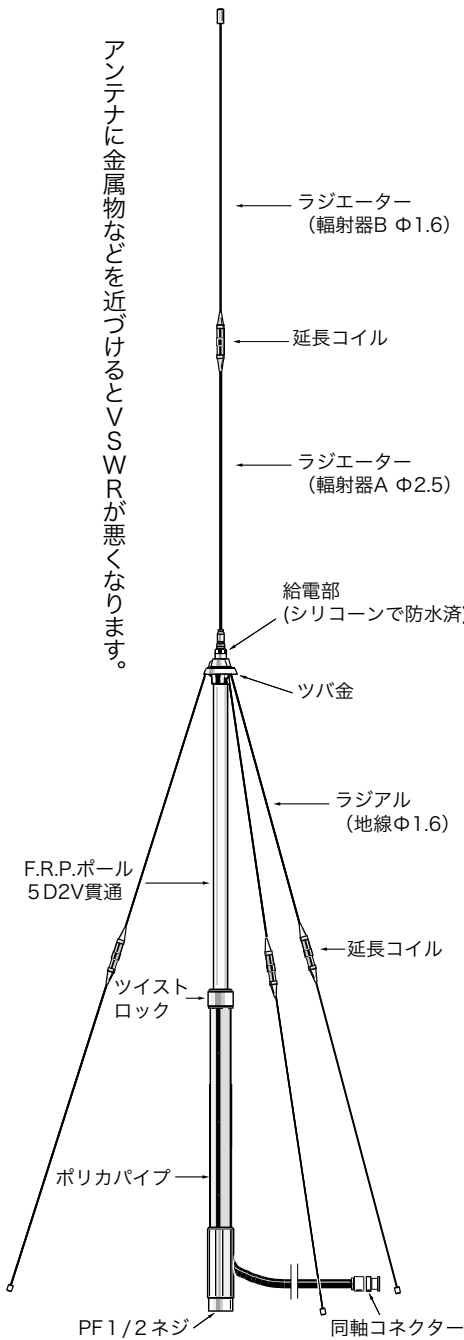 アンテナに金属物などを近づけるとVSWRが悪くなります。
ラジエーター
（輻射器B Φ1.6）
延長コイル
ラジエーター
（輻射器A Φ2.5）
給電部
(シリコーンで防水済)
ツバ金
ラジアル
（地線Φ1.6）
F.R.P.ポール
5D2V貫通
延長コイル
ツイスト
ロック
ポリカパイプ
PF1/2ネジ
同軸コネクター